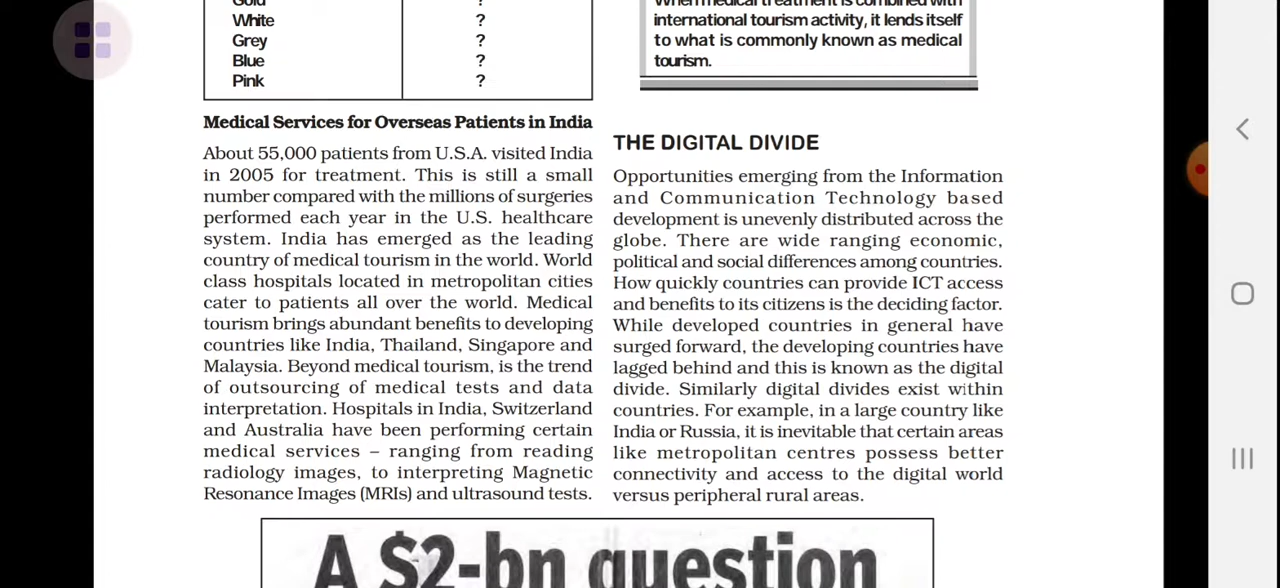 Gold ?
White ?
Grey ?
Blue ?
Pink ?
When medical treatment is combined with
international tourism activity, it lends itself
to what is commonly known as medical
tourism.
Medical Services for Overseas Patients in India
About 55,000 patients from U.S.A. visited India
in 2005 for treatment. This is still a small
number compared with the millions of surgeries
performed each year in the U.S. healthcare
system. India has emerged as the leading
country of medical tourism in the world. World
class hospitals located in metropolitan cities
cater to patients all over the world. Medical
tourism brings abundant benefits to developing
countries like India, Thailand, Singapore and
Malaysia. Beyond medical tourism, is the trend
of outsourcing of medical tests and data
interpretation. Hospitals in India, Switzerland
and Australia have been performing certain
medical services – ranging from reading
radiology images, to interpreting Magnetic
Resonance Images (MRIs) and ultrasound tests.
THE DIGITAL DIVIDE
Opportunities emerging from the Information
and Communication Technology based
development is unevenly distributed across the
globe. There are wide ranging economic,
political and social differences among countries.
How quickly countries can provide ICT access
and benefits to its citizens is the deciding factor.
While developed countries in general have
surged forward, the developing countries have
lagged behind and this is known as the digital
divide. Similarly digital divides exist within
countries. For example, in a large country like
India or Russia, it is inevitable that certain areas
like metropolitan centres possess better
connectivity and access to the digital world
versus peripheral rural areas.
A $2-bn question